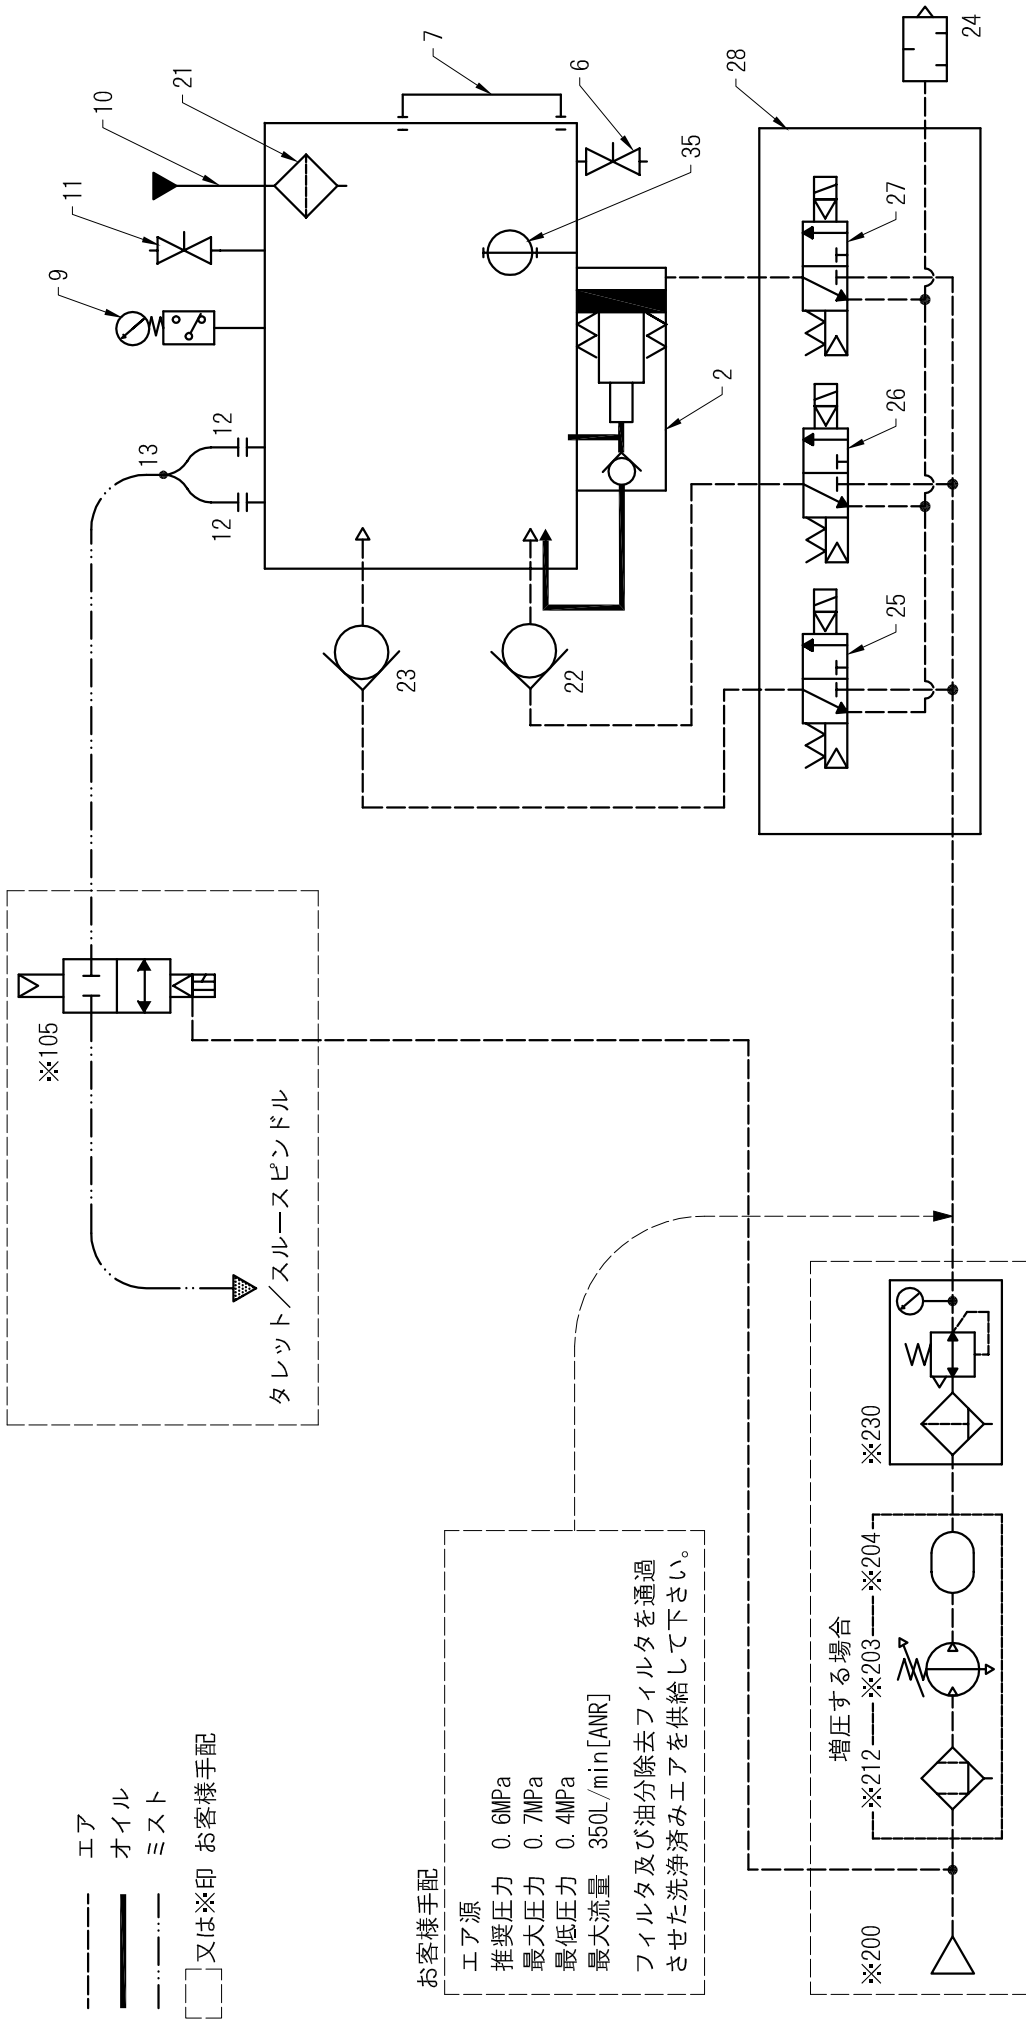 エア
オイル
ミスト
又は※印 お客様手配
お客様手配
エア源
推奨圧力 0.6MPa
最大圧力 0.7MPa
最低圧力 0.4MPa
最大流量 350L/min[ANR]
フィルタ及び油分除去フィルタを通過
させた洗浄済みエアを供給して下さい。
タレット/スルースピンドル
※105
増圧する場合
※200
※212
※203
※204
※230
13
12
12
9
11
10
21
7
6
35
2
23
22
25
26
27
28
24